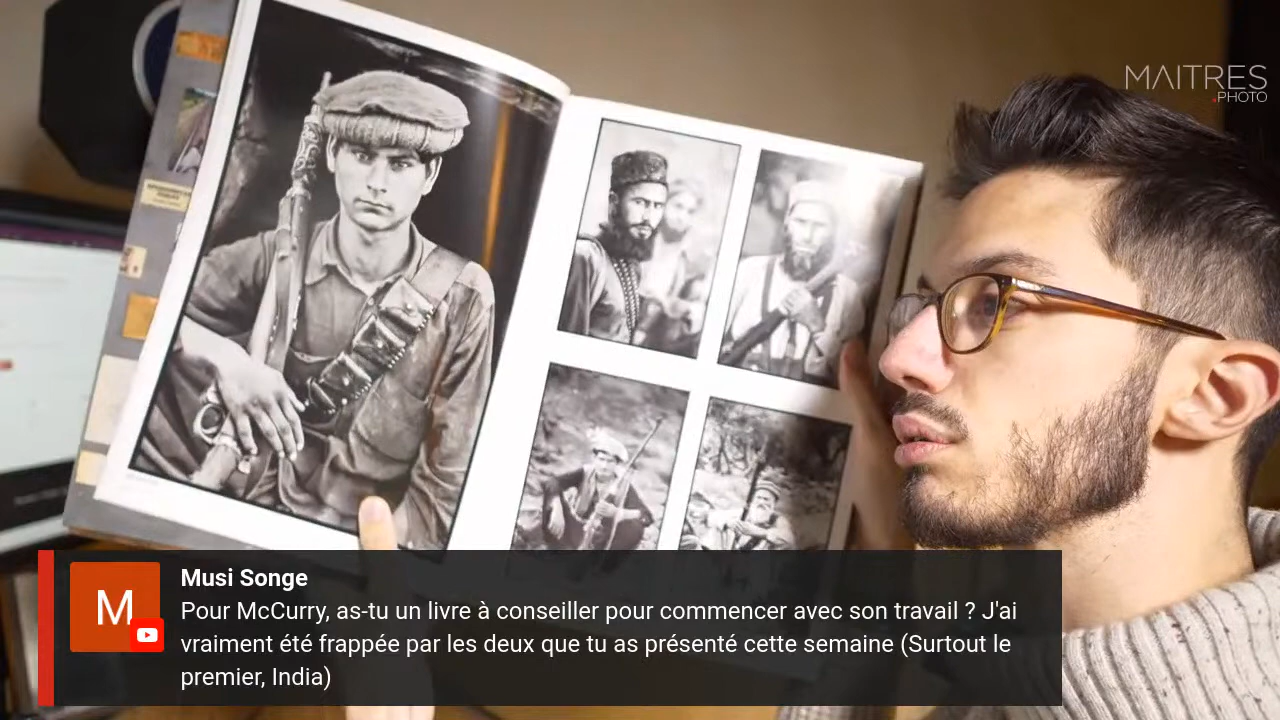 MAITRES
.PHOTO
M
Musi Songe
Pour McCurry, as-tu un livre à conseiller pour commencer avec son travail ? J'ai
vraiment été frappée par les deux que tu as présenté cette semaine (Surtout le
premier, India)